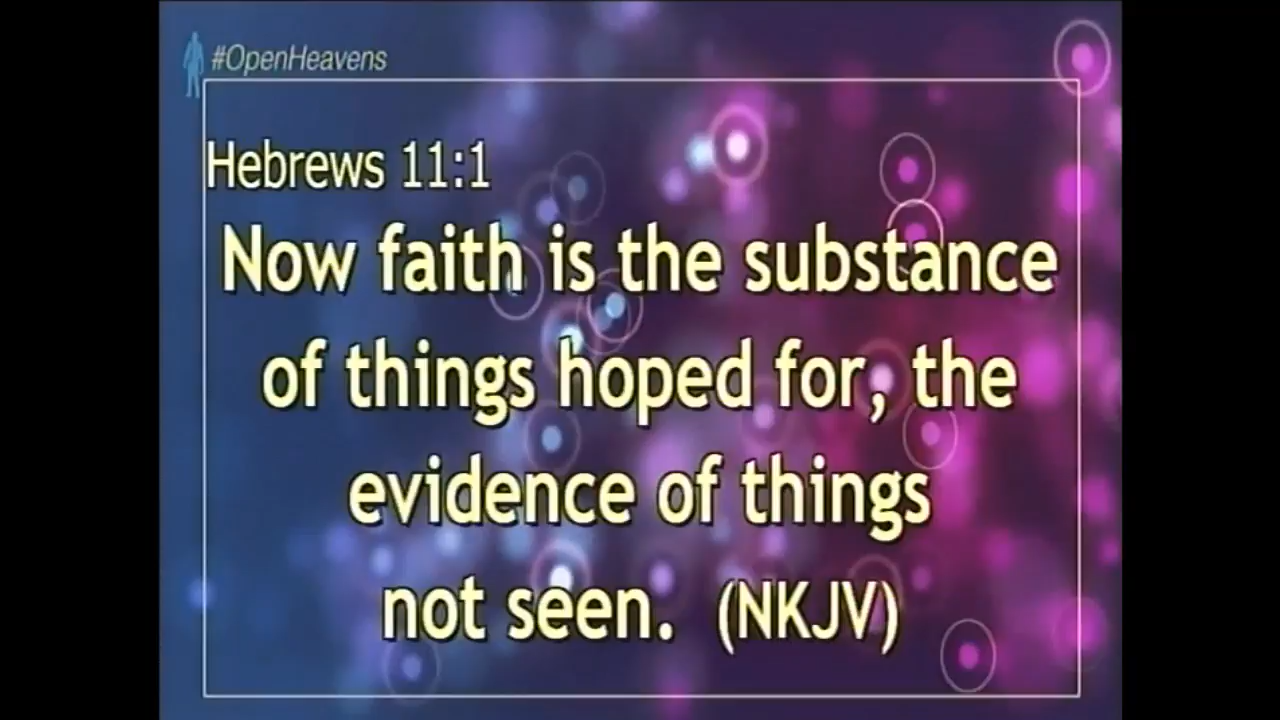 #OpenHeavens
Hebrews 11:1
Now faith is the substance
of things hoped for, the
evidence of things
not seen. (NKJV)